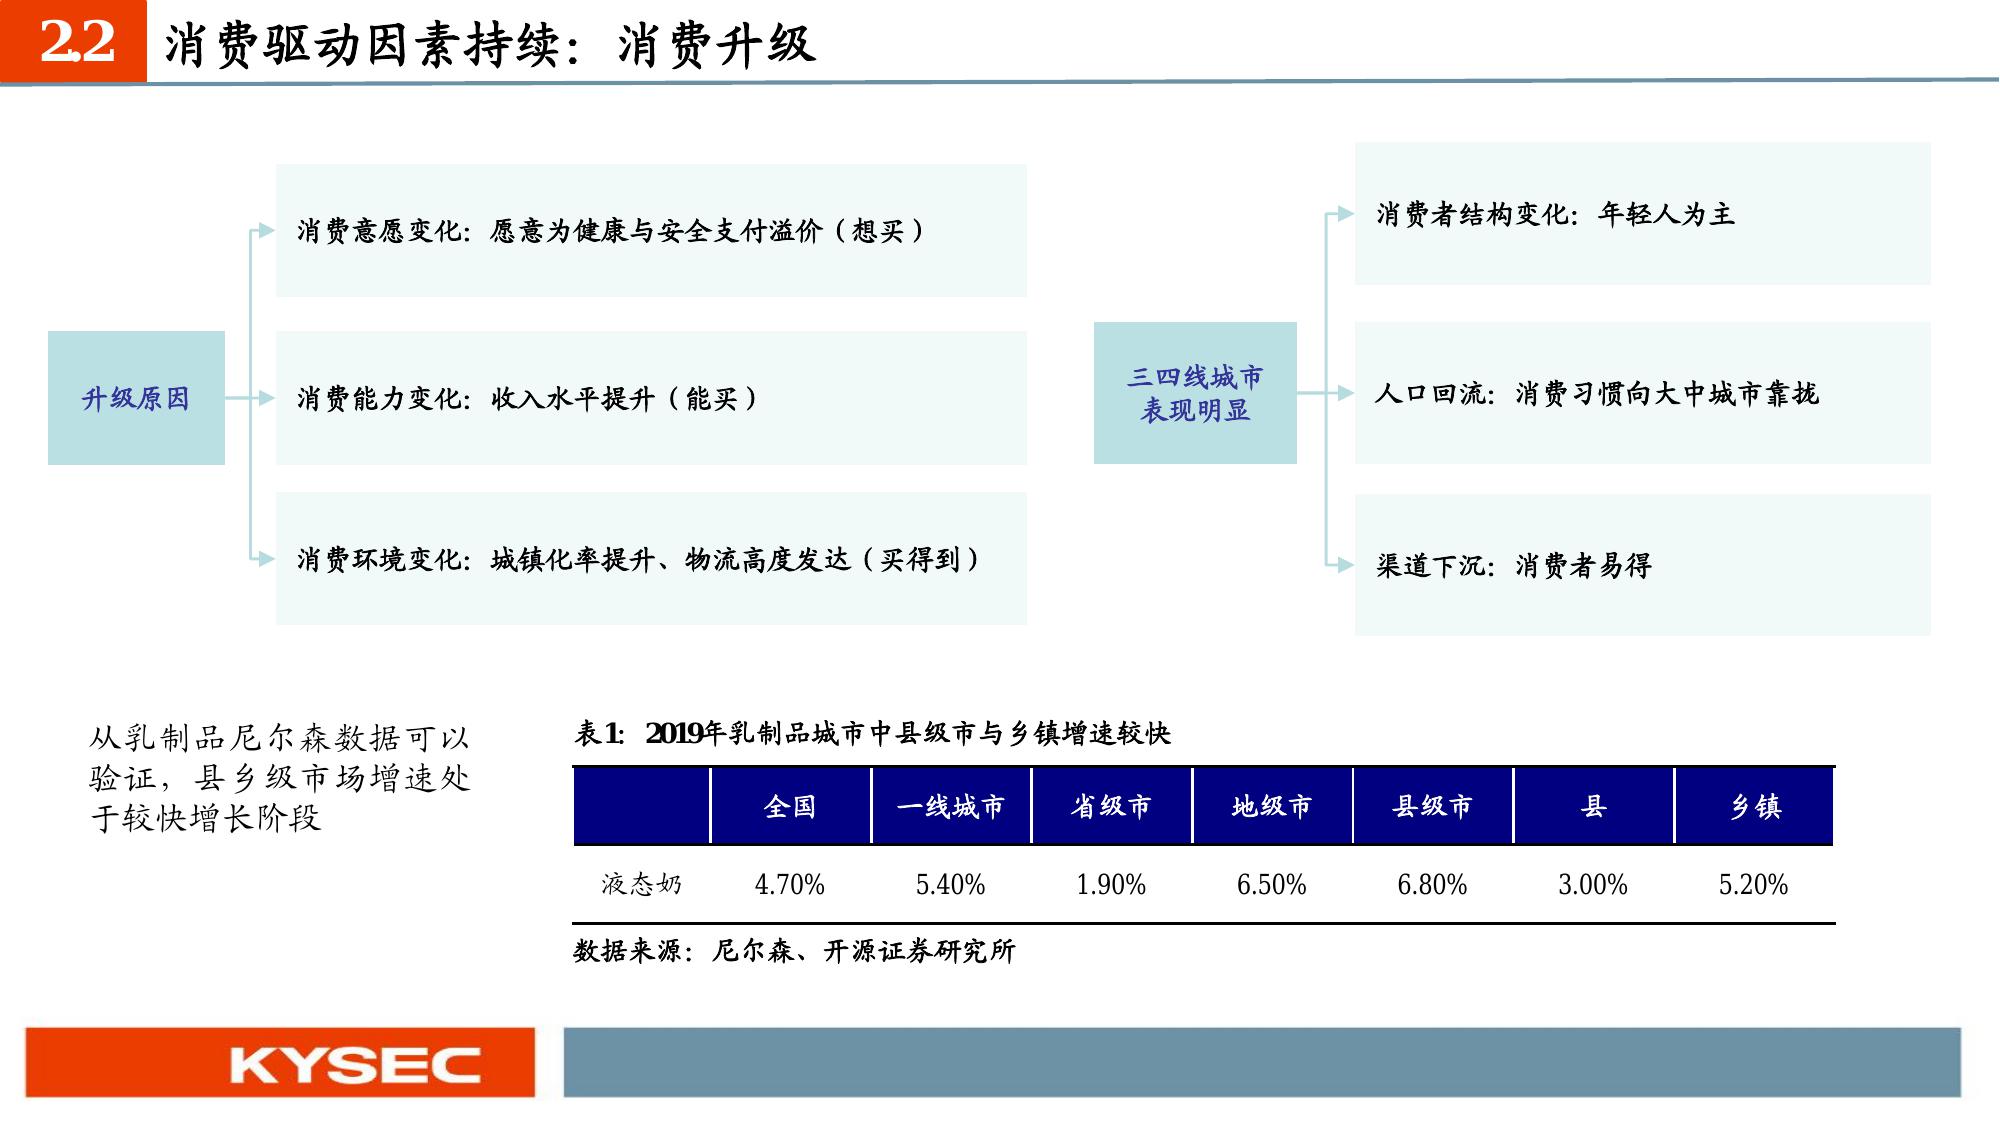 2.2 消费驱动因素持续：消费升级
升级原因
消费意愿变化：愿意为健康与安全支付溢价（想买）
消费能力变化：收入水平提升（能买）
消费环境变化：城镇化率提升、物流高度发达（买得到）
三四线城市
表现明显
消费者结构变化：年轻人为主
人口回流：消费习惯向大中城市靠拢
渠道下沉：消费者易得
从乳制品尼尔森数据可以
验证，县乡级市场增速处
于较快增长阶段
表1：2019年乳制品城市中县级市与乡镇增速较快
全国 一线城市 省级市 地级市 县级市 县 乡镇
液态奶 4.70% 5.40% 1.90% 6.50% 6.80% 3.00% 5.20%
数据来源：尼尔森、开源证券研究所
KYSEC